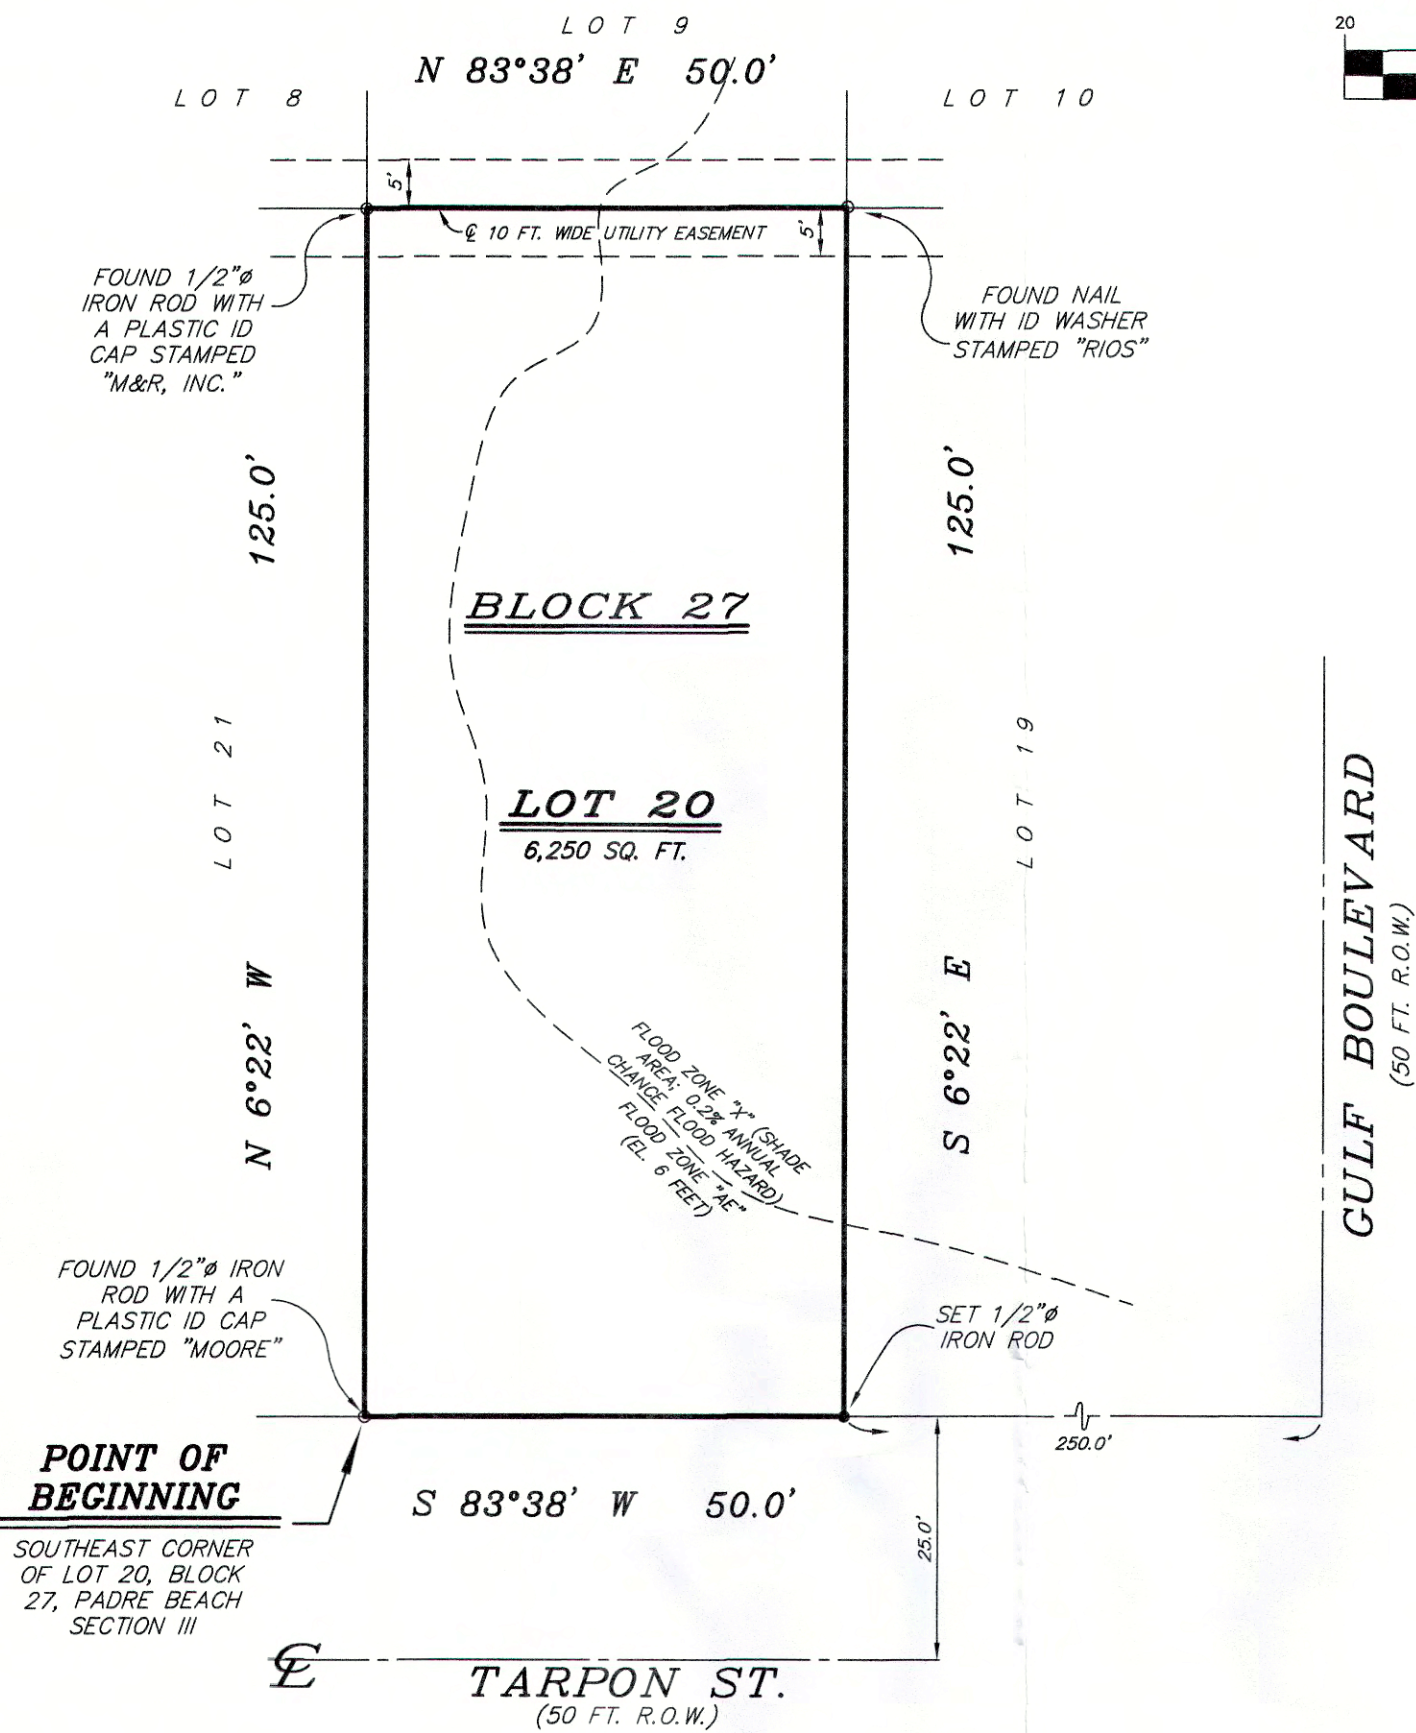 LOT 9
N 83°38' E 50.0'
LOT 8
LOT 10
20
5'
℄ 10 FT. WIDE UTILITY EASEMENT
5'
FOUND 1/2"ø
IRON ROD WITH
A PLASTIC ID
CAP STAMPED
"M&R, INC."
FOUND NAIL
WITH ID WASHER
STAMPED "RIOS"
125.0'
125.0'
BLOCK 27
LOT 21
LOT 19
LOT 20
6,250 SQ. FT.
GULF BOULEVARD
(50 FT. R.O.W.)
N 6°22' W
S 6°22' E
FLOOD ZONE "X" (SHADE
AREA; 0.2% ANNUAL
CHANCE FLOOD HAZARD)
FLOOD ZONE "AE"
(EL. 6 FEET)
FOUND 1/2"ø IRON
ROD WITH A
PLASTIC ID CAP
STAMPED "MOORE"
SET 1/2"ø
IRON ROD
250.0'
POINT OF
BEGINNING
S 83°38' W 50.0'
25.0'
SOUTHEAST CORNER
OF LOT 20, BLOCK
27, PADRE BEACH
SECTION III
℄
TARPON ST.
(50 FT. R.O.W.)